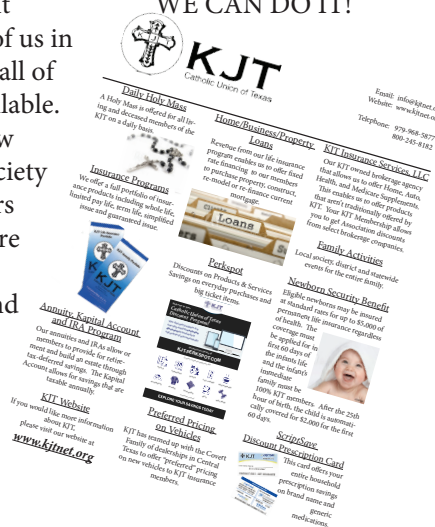 WE CAN DO IT!
t
of us in
all of
lable.
w
ciety
rs
re
nd
KJT
Catholic Union of Texas
Email: info@kjtnet.o
Website: www.kjtnet.o
Telephone: 979-968-5877
800-245-8182
Daily Holy Mass
A Holy Mass is offered for all liv-
ing and deceased members of the
KJT on a daily basis.
Insurance Programs
We offer a full portfolio of insur-
ance products including whole life,
limited pay life, term life, simplified
issue and guaranteed issue.
Annuity, Kapital Account
and IRA Program
Our annuities and IRAs allow or
members to provide for retire-
ment and build an estate through
tax-deferred savings. The Kapital
Account allows for savings that are
taxable annually.
KJT Website
If you would like more information
about KJT,
please visit our website at
www.kjtnet.org
Home/Business/Property
Loans
Revenue from our life insurance
program enables us to offer fixed
rate financing to our members
to purchase property, construct,
re-model or re-finance current
mortgage.
Loans
Perkspot
Discounts on Products & Services
Savings on everyday purchases and
big ticket items.
Catholic Union of Texas
Discount Program!
KJT.PERKSPOT.COM
EXPLORE YOUR SAVINGS TODAY
Preferred Pricing
on Vehicles
KJT has teamed up with the Covert
Family of dealerships in Central
Texas to offer "preferred" pricing
on new vehicles to KJT insurance
members.
KJT Insurance Services, LLC
Our KJT owned brokerage agency
that allows us to offer Home, Auto,
Health, and Medicare Supplements.
This enables us to offer products
that aren't traditionally offered by
KJT. Your KJT Membership allows
you to get Association discounts
from select brokerage companies.
Family Activities
Local society, district and statewide
events for the entire family.
Newborn Security Benefit
Eligible newborns may be insured
at standard rates for up to $5,000 of
permanent life insurance regardless
of health. The
coverage must
be applied for in
first 60 days of
the infants life
and the infant's
immediate
family must be
100% KJT members. After the 25th
hour of birth, the child is automati-
cally covered for $2,000 for the first
60 days.
ScripSave
Discount Prescription Card
This card offers your
entire household
prescription savings
on brand name and
generic
medications.